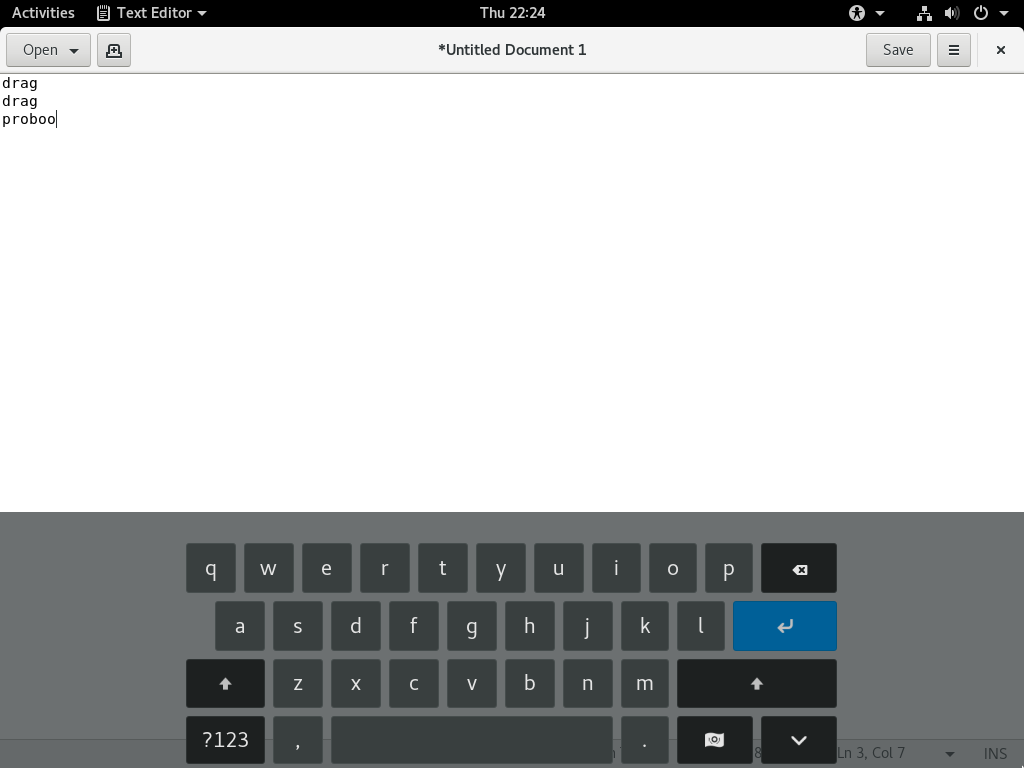 Activities Text Editor Thu 22:24
Open *Untitled Document 1 Save
drag
drag
proboo
q w e r t y u i o p
a s d f g h j k l
z x c v b n m
?123 , .
Ln 3, Col 7 INS